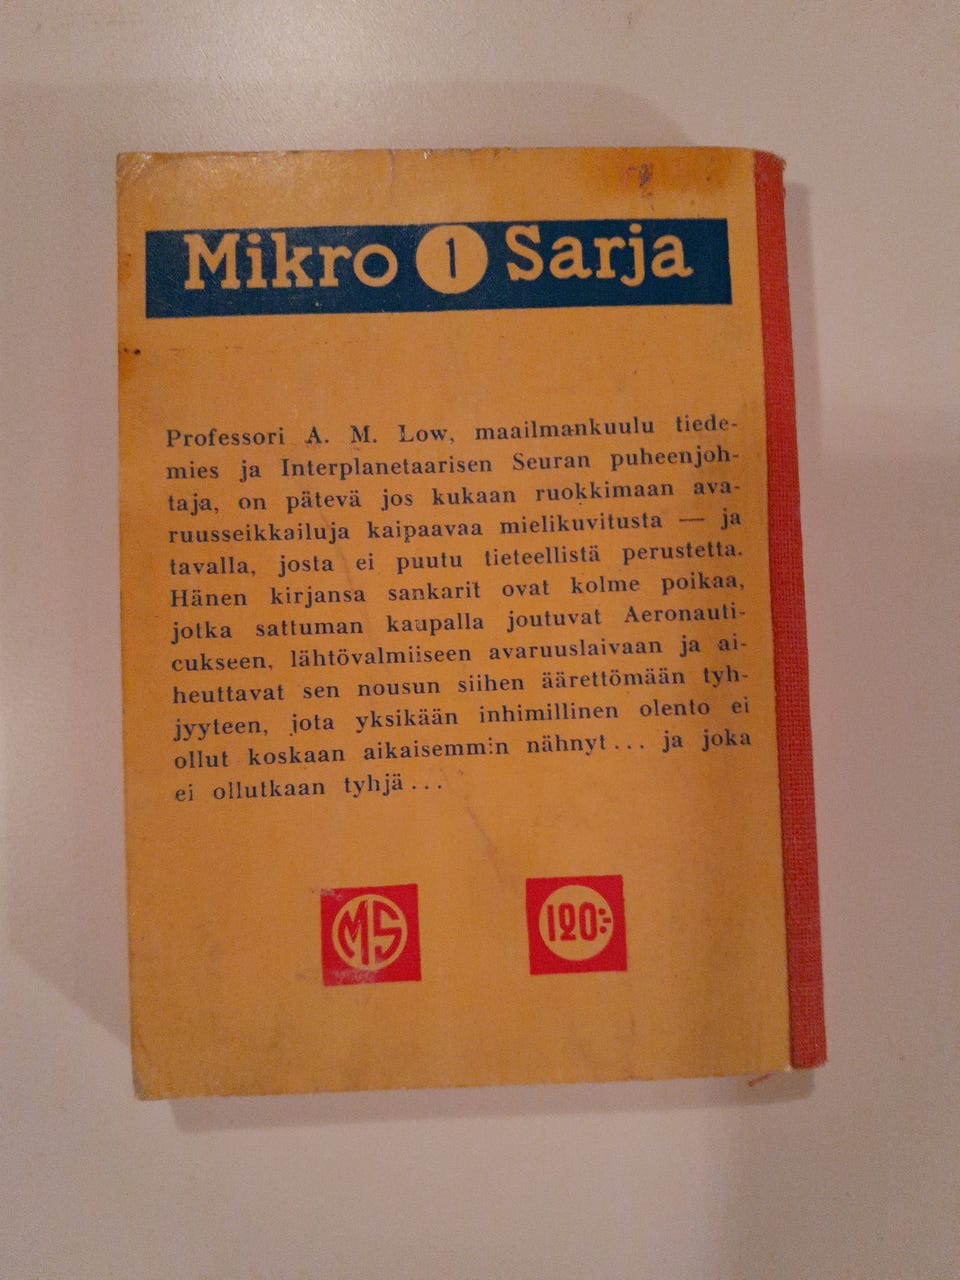 Mikro 1 Sarja
Professori A. M. Low, maailmankuulu tiede-
mies ja Interplanetaarisen Seuran puheenjoh-
taja, on pätevä jos kukaan ruokkimaan ava-
ruusseikkailuja kaipaavaa mielikuvitusta — ja
tavalla, josta ei puutu tieteellistä perustetta.
Hänen kirjansa sankarit ovat kolme poikaa,
jotka sattuman kaupalla joutuvat Aeronauti-
cukseen, lähtövalmiiseen avaruuslaivaan ja ai-
heuttavat sen nousun siihen äärettömään tyh-
jyyteen, jota yksikään inhimillinen olento ei
ollut koskaan aikaisemmin nähnyt... ja joka
ei ollutkaan tyhjä...
MS
120:-